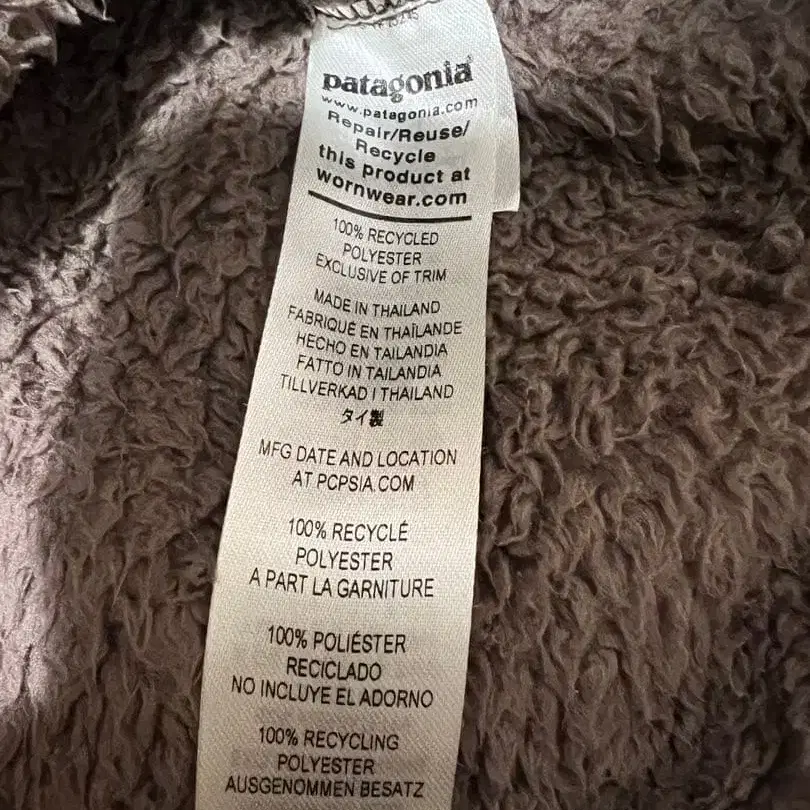 patagonia
www.patagonia.com
Repair/Reuse/
Recycle
this product at
wornwear.com
100% RECYCLED
POLYESTER
EXCLUSIVE OF TRIM
MADE IN THAILAND
FABRIQUÉ EN THAÏLANDE
HECHO EN TAILANDIA
FATTO IN TAILANDIA
TILLVERKAD I THAILAND
タイ製
MFG DATE AND LOCATION
AT PCPSIA.COM
100% RECYCLÉ
POLYESTER
A PART LA GARNITURE
100% POLIÉSTER
RECICLADO
NO INCLUYE EL ADORNO
100% RECYCLING
POLYESTER
AUSGENOMMEN BESATZ